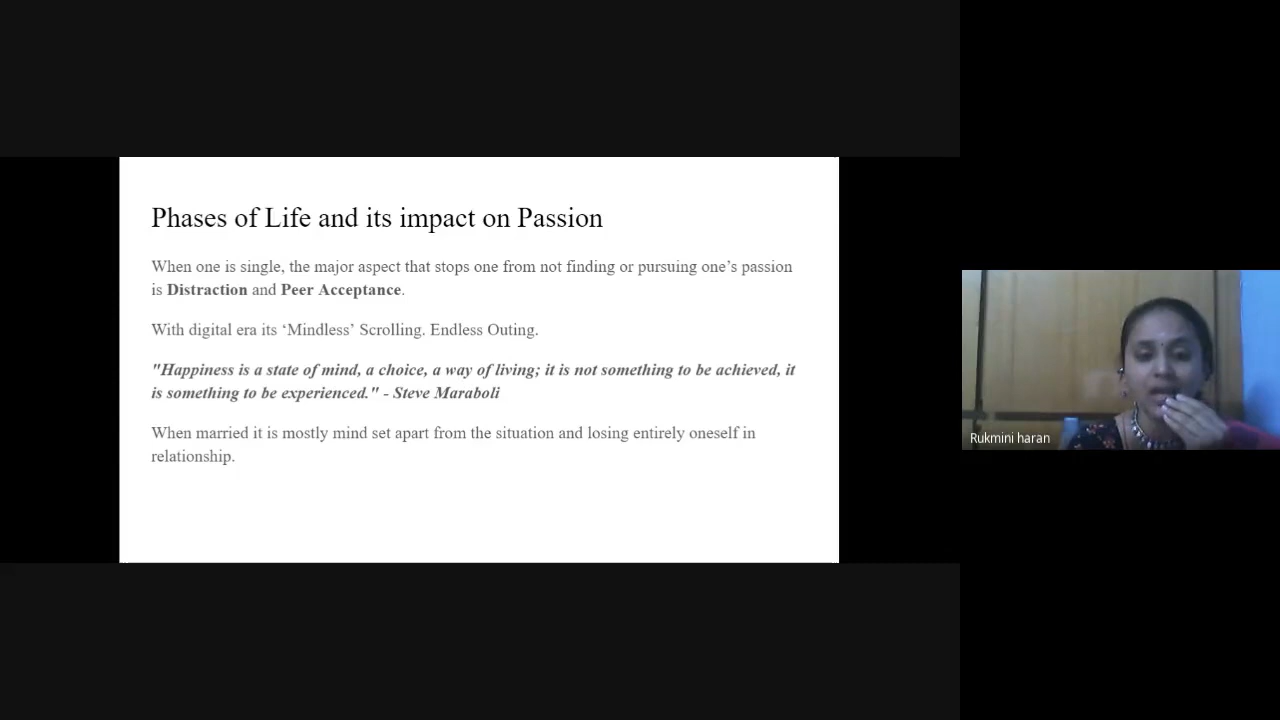 Phases of Life and its impact on Passion
When one is single, the major aspect that stops one from not finding or pursuing one’s passion
is Distraction and Peer Acceptance.
With digital era its ‘Mindless’ Scrolling. Endless Outing.
"Happiness is a state of mind, a choice, a way of living; it is not something to be achieved, it
is something to be experienced." - Steve Maraboli
When married it is mostly mind set apart from the situation and losing entirely oneself in
relationship.
Rukmini haran